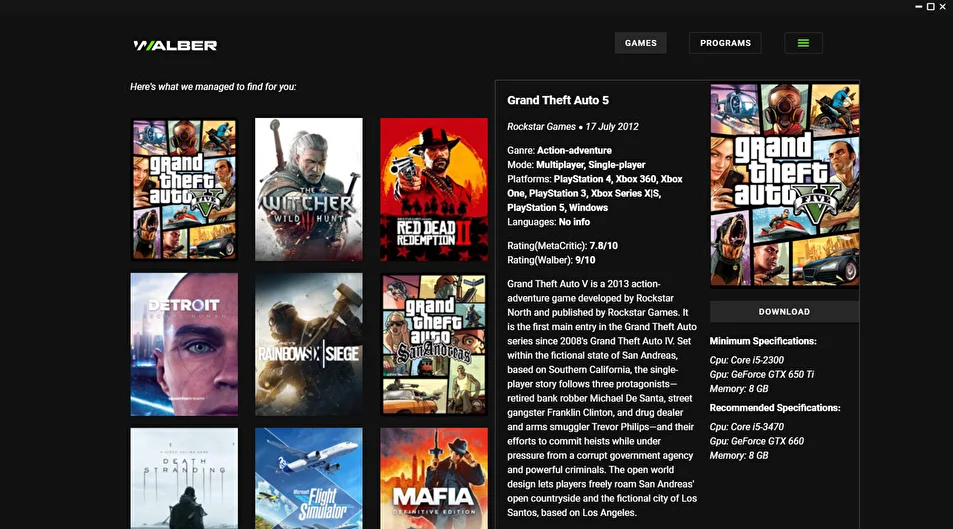 WALBER
GAMES
PROGRAMS
Here's what we managed to find for you:
grand
theft
auto
V
FIVE
THE
WITCHER
WILD HUNT
RED DEAD
REDEMPTION II
DETROIT
RAINBOW SIX | SIEGE
grand
theft
auto
San Andreas
DEATH
STRANDING
Microsoft
Flight
Simulator
MAFIA
DEFINITIVE EDITION
Grand Theft Auto 5
Rockstar Games • 17 July 2012
Ganre: Action-adventure
Mode: Multiplayer, Single-player
Platforms: PlayStation 4, Xbox 360, Xbox
One, PlayStation 3, Xbox Series X|S,
PlayStation 5, Windows
Languages: No info
Rating(MetaCritic): 7.8/10
Rating(Walber): 9/10
Grand Theft Auto V is a 2013 action-
adventure game developed by Rockstar
North and published by Rockstar Games. It
is the first main entry in the Grand Theft Auto
series since 2008's Grand Theft Auto IV. Set
within the fictional state of San Andreas,
based on Southern California, the single-
player story follows three protagonists—
retired bank robber Michael De Santa, street
gangster Franklin Clinton, and drug dealer
and arms smuggler Trevor Philips—and their
efforts to commit heists while under
pressure from a corrupt government agency
and powerful criminals. The open world
design lets players freely roam San Andreas'
open countryside and the fictional city of Los
Santos, based on Los Angeles.
grand
theft
auto
V
FIVE
DOWNLOAD
Minimum Specifications:
Cpu: Core i5-2300
Gpu: GeForce GTX 650 Ti
Memory: 8 GB
Recommended Specifications:
Cpu: Core i5-3470
Gpu: GeForce GTX 660
Memory: 8 GB